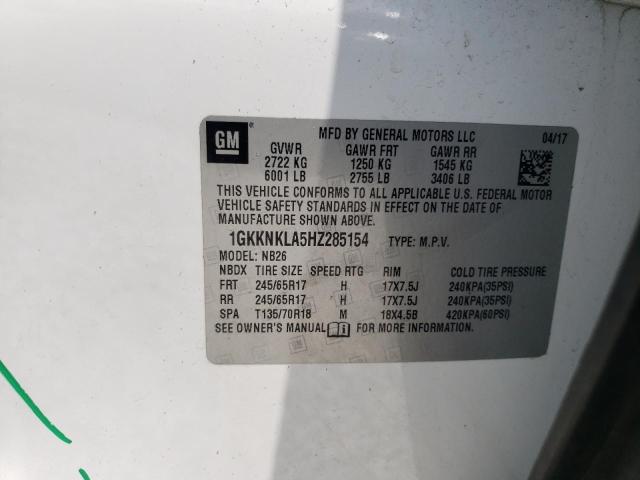 GM
MFD BY GENERAL MOTORS LLC 04/17
GVWR GAWR FRT GAWR RR
2722 KG 1250 KG 1545 KG
6001 LB 2755 LB 3406 LB
THIS VEHICLE CONFORMS TO ALL APPLICABLE U.S. FEDERAL MOTOR
VEHICLE SAFETY STANDARDS IN EFFECT ON THE DATE OF
MANUFACTURE SHOWN ABOVE.
1GKKNKLA5HZ285154 TYPE: M.P.V.
MODEL: NB26
NBDX TIRE SIZE SPEED RTG RIM COLD TIRE PRESSURE
FRT 245/65R17 H 17X7.5J 240KPA(35PSI)
RR 245/65R17 H 17X7.5J 240KPA(35PSI)
SPA T135/70R18 M 18X4.5B 420KPA(60PSI)
SEE OWNER'S MANUAL FOR MORE INFORMATION.